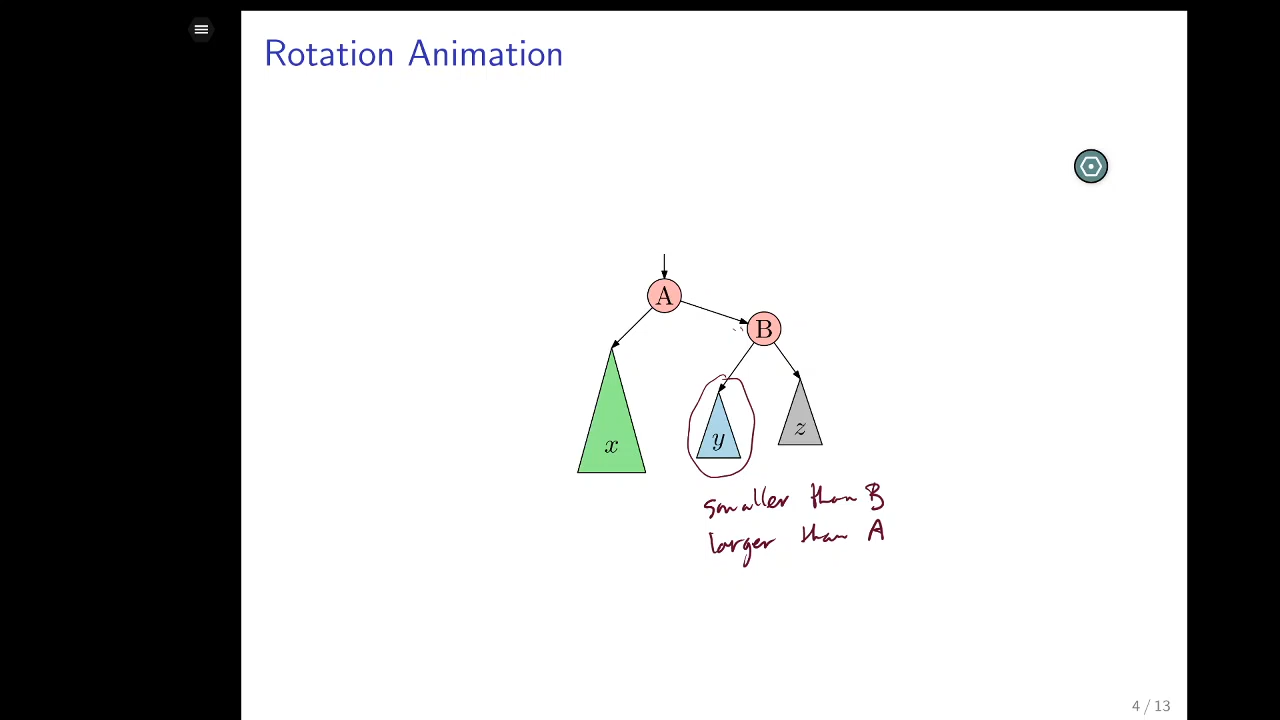 Rotation Animation
A
B
x
y
z
smaller than B
larger than A
4 / 13